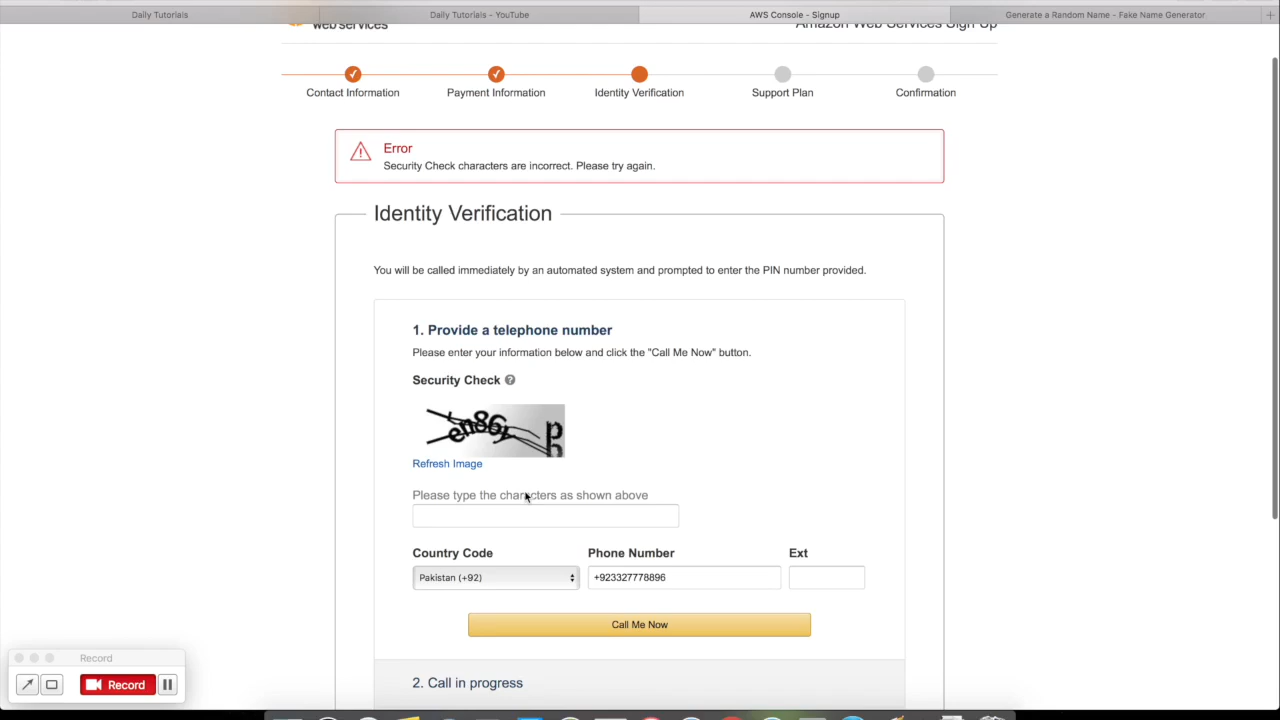 Daily Tutorials
Daily Tutorials - YouTube
AWS Console - Signup
Generate a Random Name - Fake Name Generator
web services
Amazon Web Services Sign Up
Contact Information
Payment Information
Identity Verification
Support Plan
Confirmation
Error
Security Check characters are incorrect. Please try again.
Identity Verification
You will be called immediately by an automated system and prompted to enter the PIN number provided.
1. Provide a telephone number
Please enter your information below and click the "Call Me Now" button.
Security Check ?
Refresh Image
Please type the characters as shown above
Country Code
Phone Number
Ext
Pakistan (+92)
+923327778896
Call Me Now
Record
Record
2. Call in progress